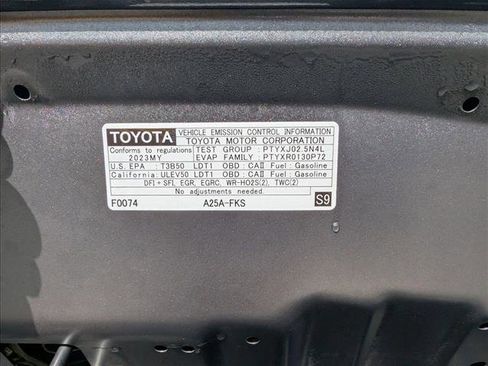 TOYOTA VEHICLE EMISSION CONTROL INFORMATION
TOYOTA MOTOR CORPORATION
Conforms to regulations TEST GROUP : PTYXJ02.5N4L
2023MY EVAP FAMILY : PTYXR0130P72
U.S. EPA : T3B50 LDT1 OBD : CAⅡ Fuel : Gasoline
California: ULEV50 LDT1 OBD : CAⅡ Fuel : Gasoline
DFI+SFI, EGR, EGRC, WR-HO2S(2), TWC(2)
No adjustments needed.
F0074 A25A-FKS S9